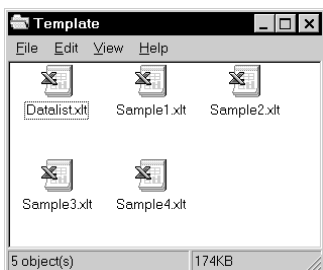 Template
File Edit View Help
Datalist.xlt Sample1.xlt Sample2.xlt
Sample3.xlt Sample4.xlt
5 object(s) 174KB